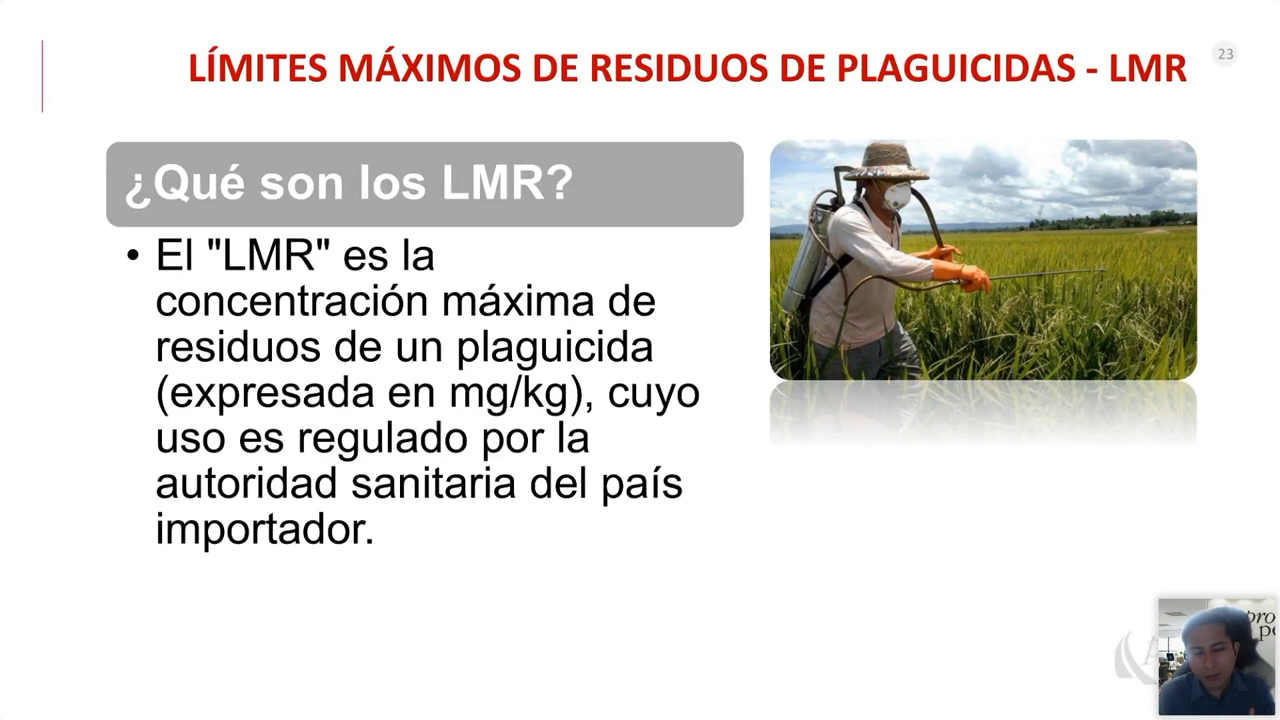 LÍMITES MÁXIMOS DE RESIDUOS DE PLAGUICIDAS - LMR
23
¿Qué son los LMR?
• El "LMR" es la
concentración máxima de
residuos de un plaguicida
(expresada en mg/kg), cuyo
uso es regulado por la
autoridad sanitaria del país
importador.